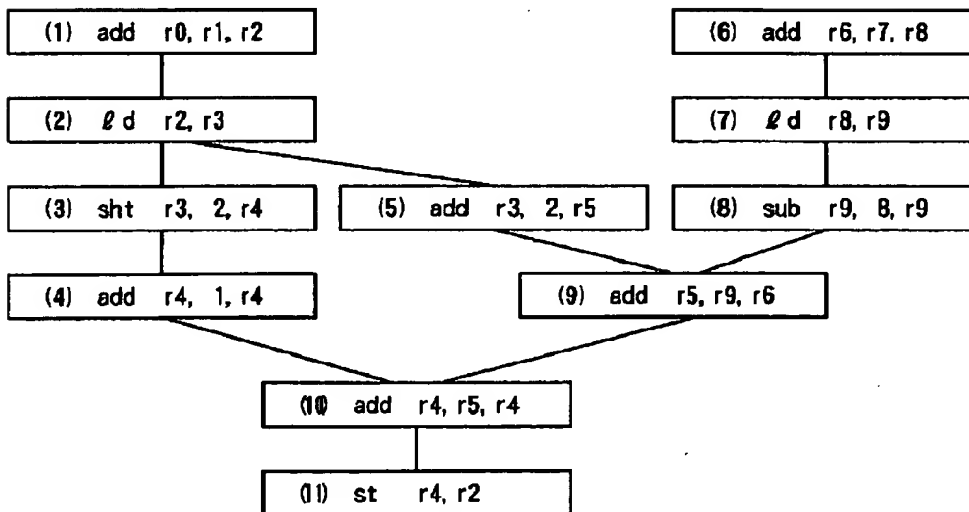 (1) add r0, r1, r2
(6) add r6, r7, r8
(2) ℓd r2, r3
(7) ℓd r8, r9
(3) sht r3, 2, r4
(5) add r3, 2, r5
(8) sub r9, 8, r9
(4) add r4, 1, r4
(9) add r5, r9, r6
(10) add r4, r5, r4
(11) st r4, r2